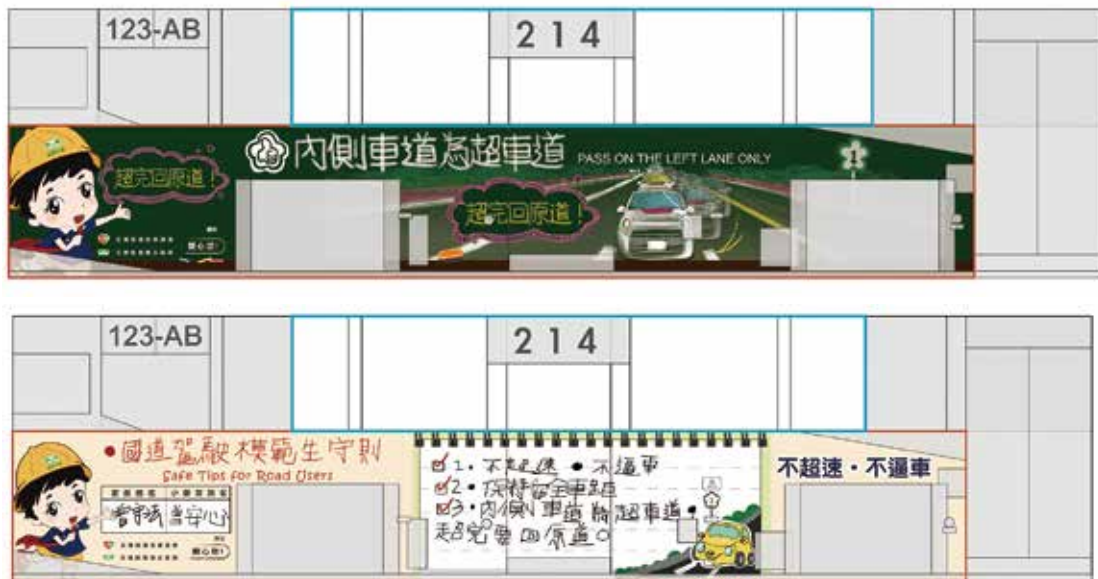 123-AB
214
內側車道為超車道
PASS ON THE LEFT LANE ONLY
1
超完回原道！
超完回原道！
123-AB
214
•國道駕駛模範生守則
Safe Tips for Road Users
1•不超速•不逼車
2•保持安全車距
3•內側車道為超車道•
超完要回原道。
不超速•不逼車